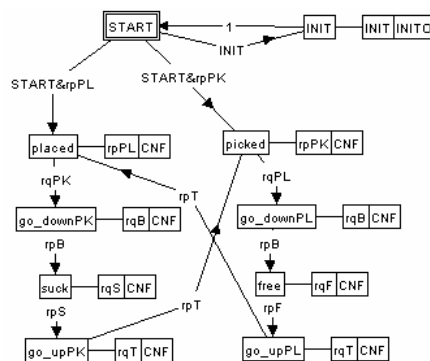 START 1 INIT INIT INITO
INIT
START&rpPL START&rpPK
placed rpPL CNF picked rpPK CNF
rqPK rqPL
rpT
go_downPK rqB CNF go_downPL rqB CNF
rpB rpB
suck rqS CNF free rqF CNF
rpS rpT rpF
go_upPK rqT CNF go_upPL rqT CNF